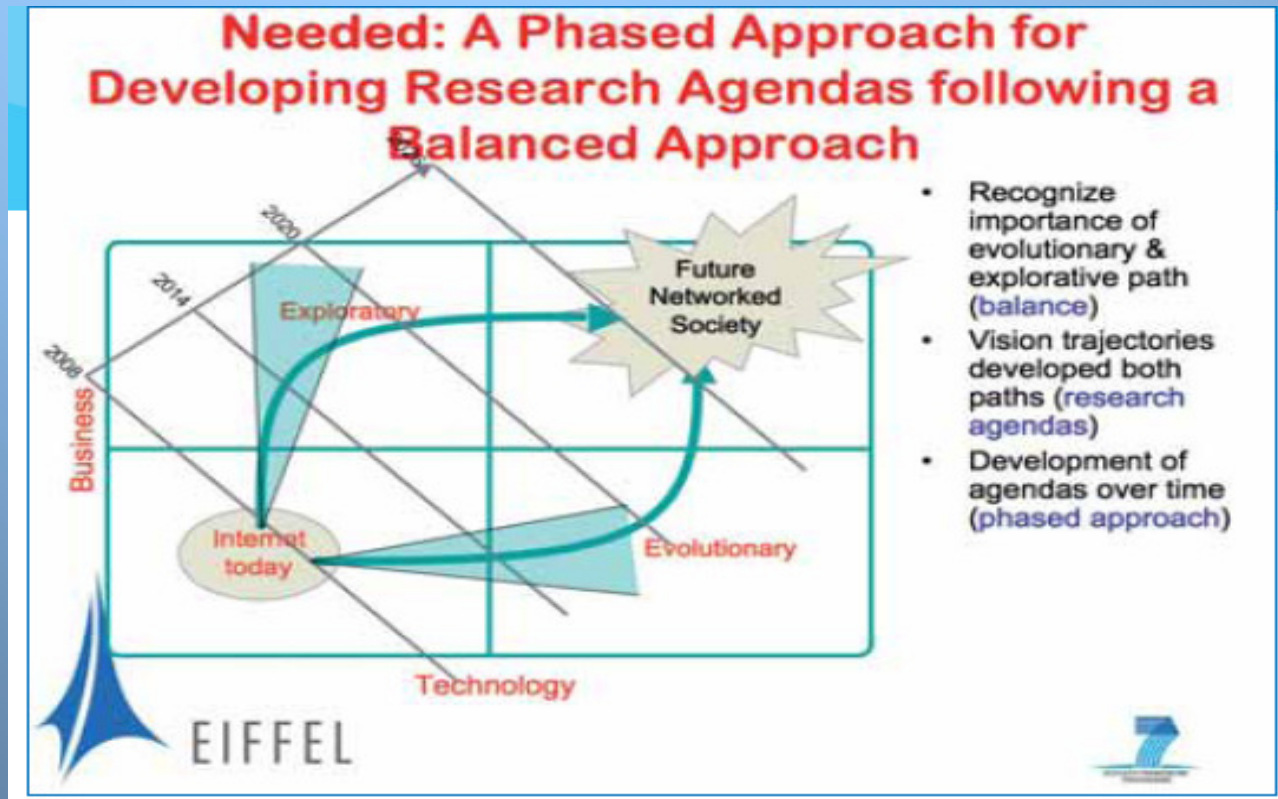 Needed: A Phased Approach for
Developing Research Agendas following a
Balanced Approach
2020
2014
2008
Business
Exploratory
Future
Networked
Society
Internet
today
Evolutionary
Technology
• Recognize
importance of
evolutionary &
explorative path
(balance)
• Vision trajectories
developed both
paths (research
agendas)
• Development of
agendas over time
(phased approach)
EIFFEL
7